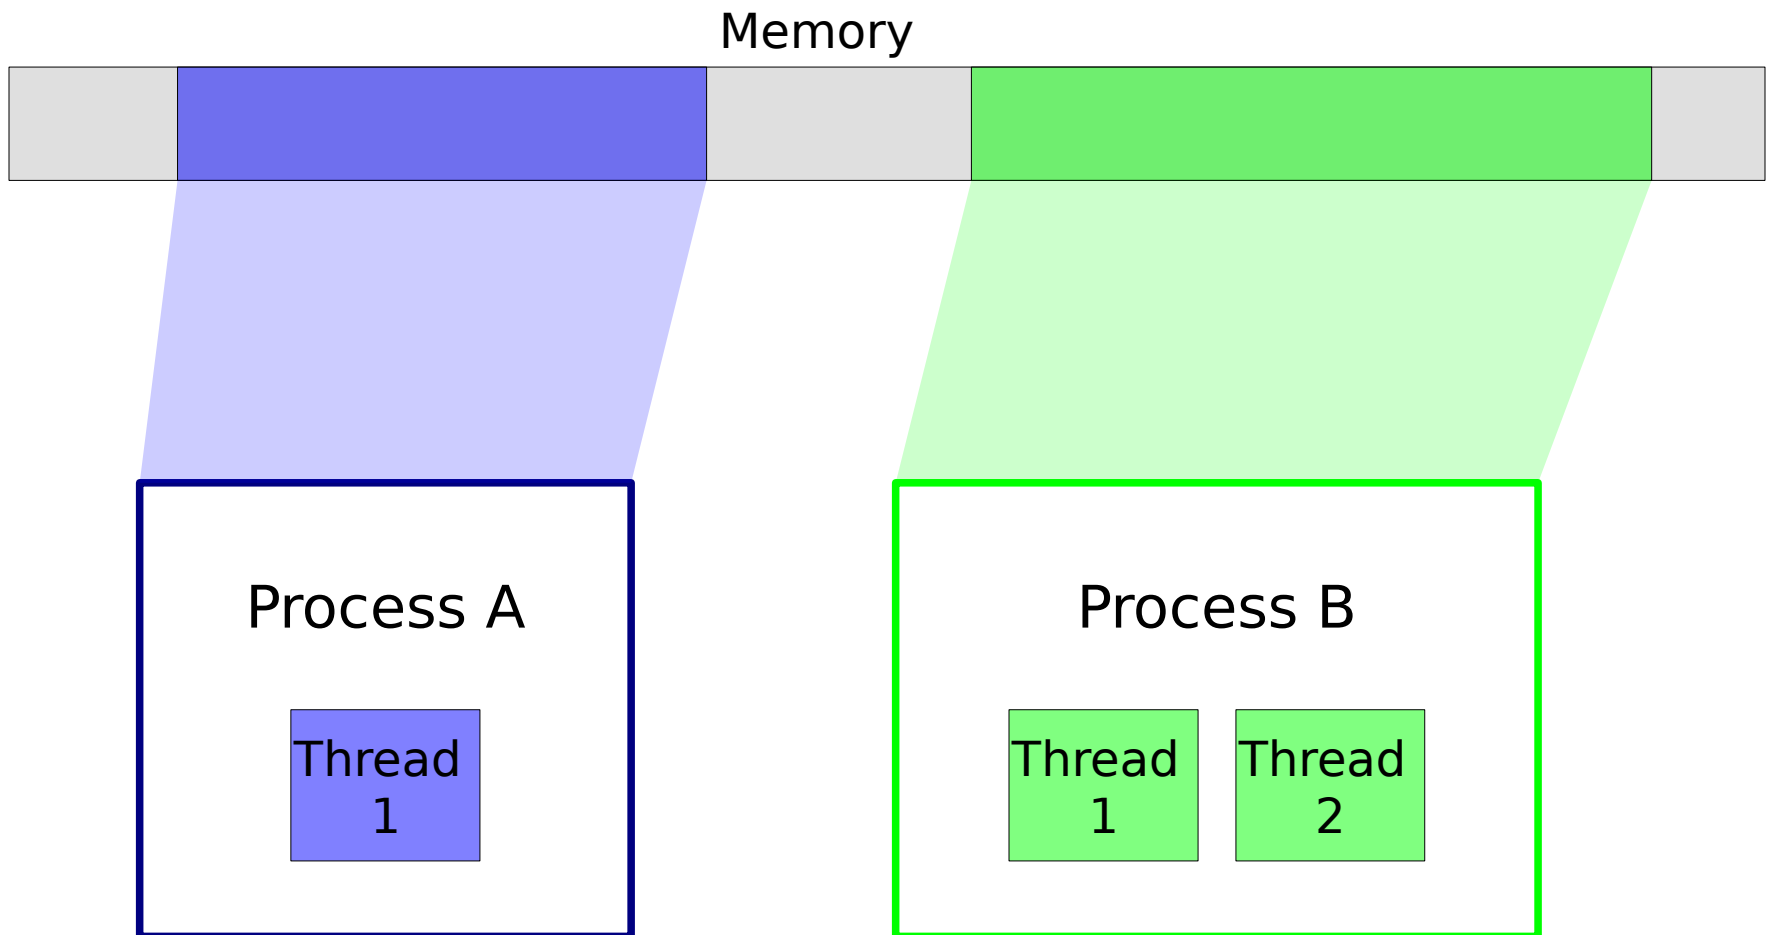 Memory
Process A
Process B
Thread
1
Thread
1
Thread
2